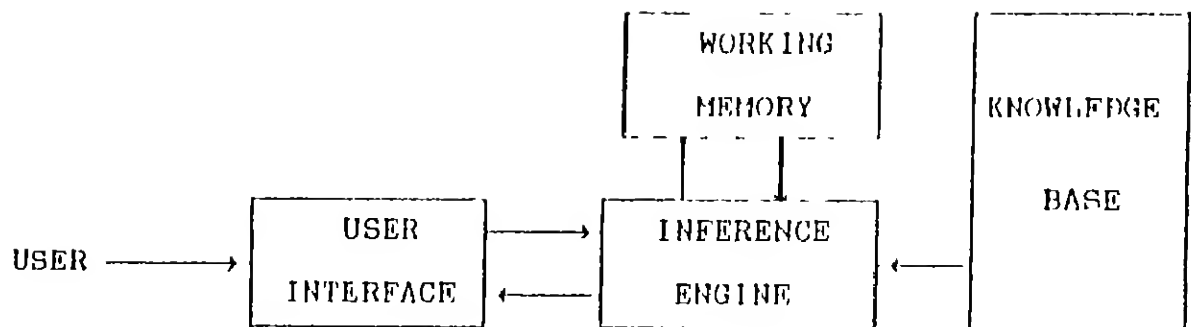 WORKING
MEMORY
KNOWLEDGE
BASE
USER
USER
INTERFACE
INFERENCE
ENGINE